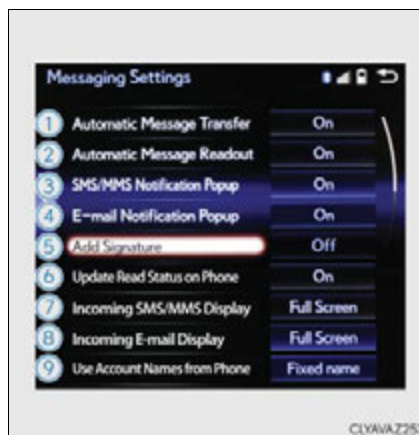 Messaging Settings
1 Automatic Message Transfer On
2 Automatic Message Readout On
3 SMS/MMS Notification Popup On
4 E-mail Notification Popup On
5 Add Signature Off
6 Update Read Status on Phone On
7 Incoming SMS/MMS Display Full Screen
8 Incoming E-mail Display Full Screen
9 Use Account Names from Phone Fixed name